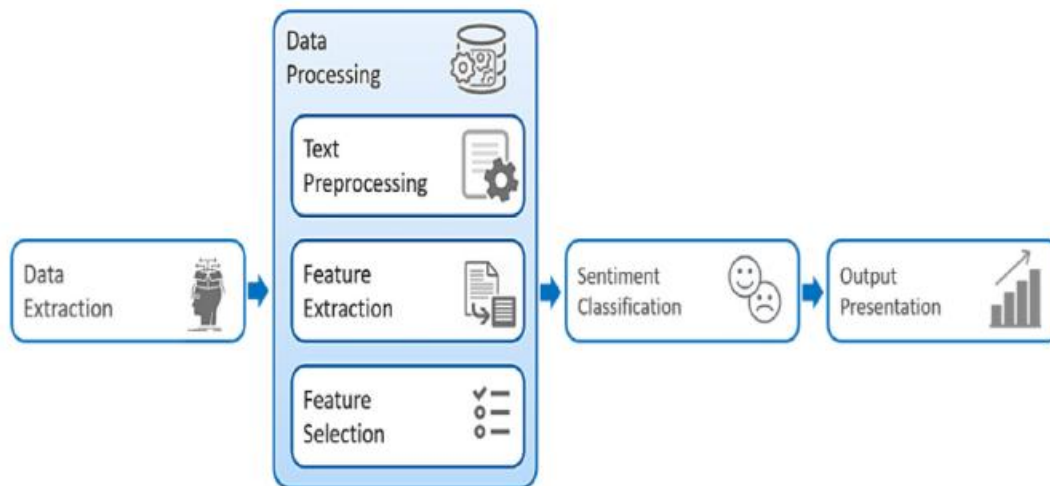 Data
Extraction
Data
Processing
Text
Preprocessing
Feature
Extraction
Feature
Selection
Sentiment
Classification
Output
Presentation